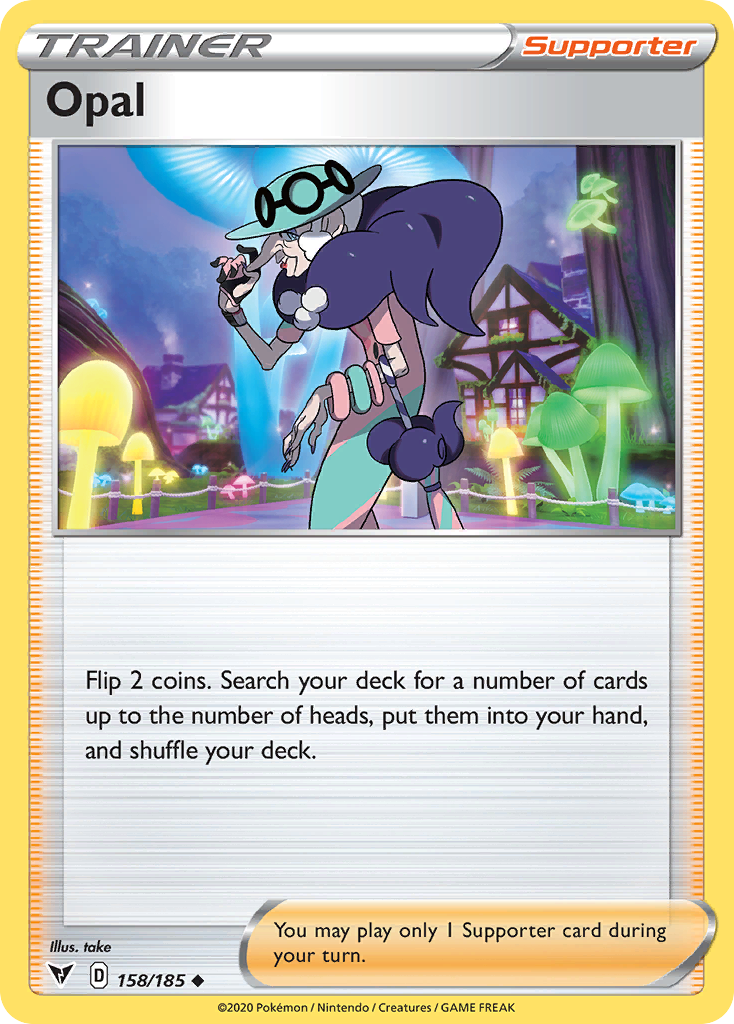 TRAINER
Supporter
Opal
Flip 2 coins. Search your deck for a number of cards
up to the number of heads, put them into your hand,
and shuffle your deck.
You may play only 1 Supporter card during
your turn.
Illus. take
D 158/185
©2020 Pokémon / Nintendo / Creatures / GAME FREAK